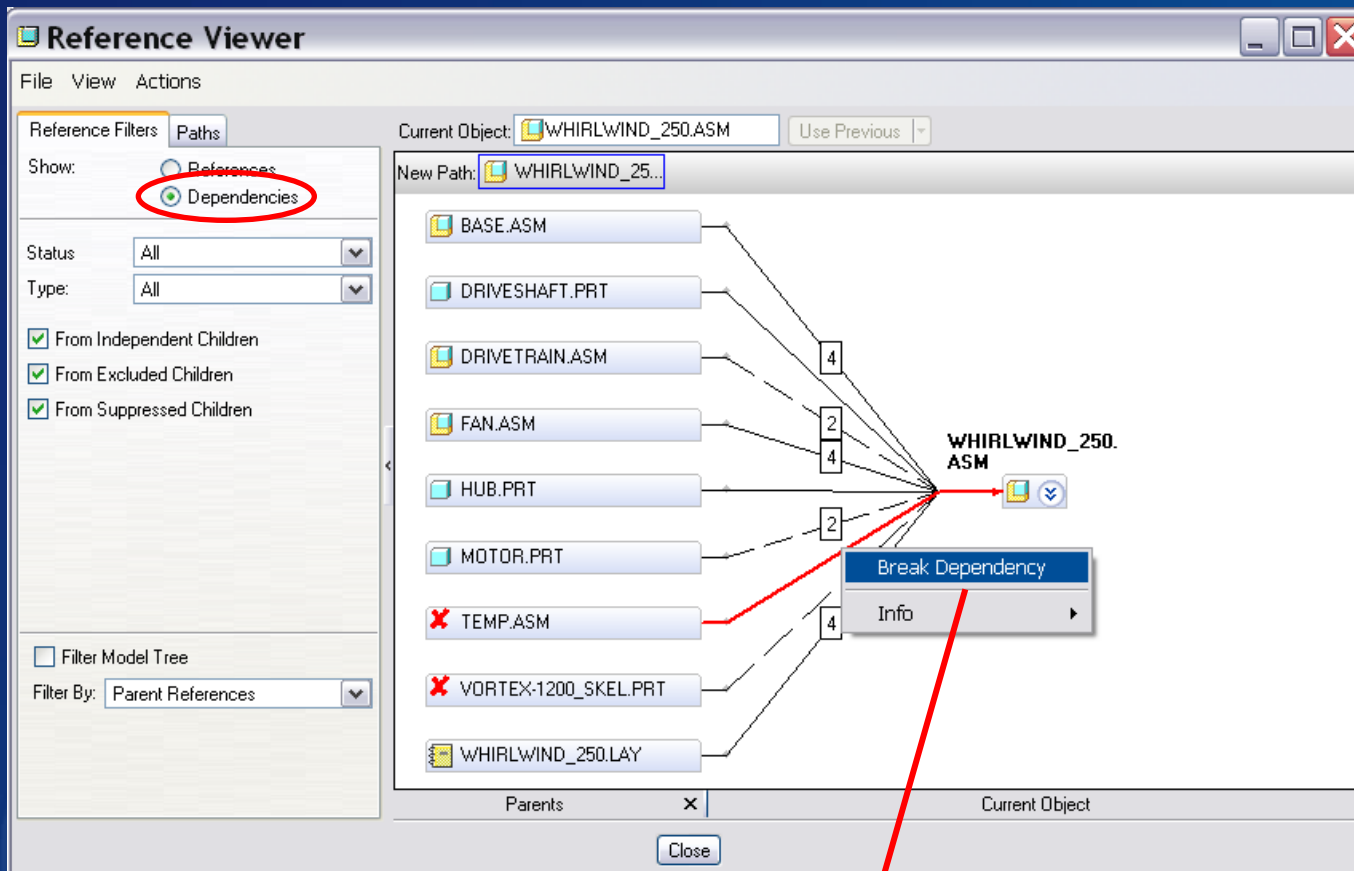 Reference Viewer
File View Actions
Reference Filters Paths
Current Object: WHIRLWIND_250.ASM Use Previous
Show: References
Dependencies
New Path: WHIRLWIND_25...
Status All
Type: All
From Independent Children
From Excluded Children
From Suppressed Children
Filter Model Tree
Filter By: Parent References
BASE.ASM
DRIVESHAFT.PRT
DRIVETRAIN.ASM
4
FAN.ASM
2
4
WHIRLWIND_250.
ASM
HUB.PRT
2
MOTOR.PRT
Break Dependency
Info
TEMP.ASM
4
VORTEX-1200_SKEL.PRT
WHIRLWIND_250.LAY
Parents Current Object
Close